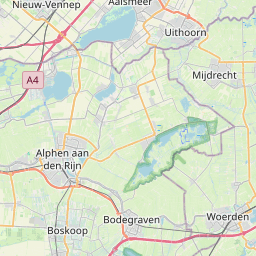 Nieuw-Vennep
Aalsmeer
Uithoorn
Mijdrecht
A4
Alphen aan
den Rijn
Bodegraven
Woerden
Boskoop